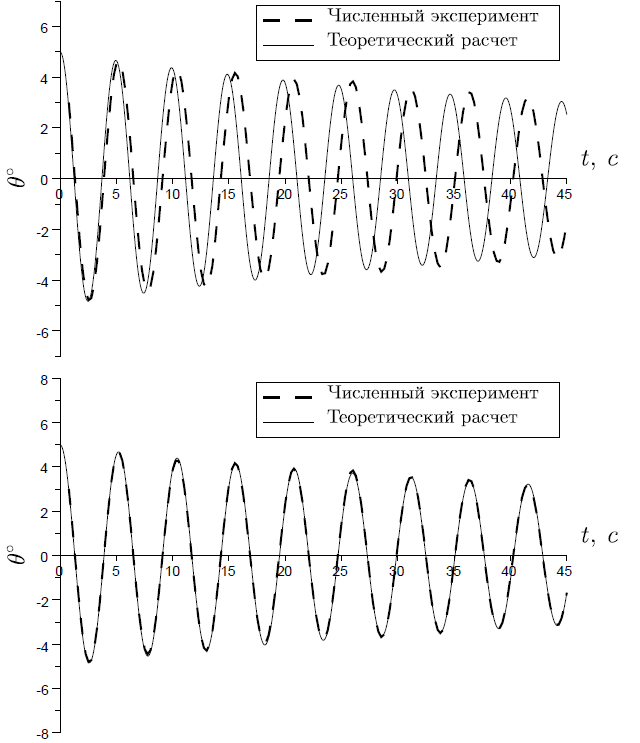 Численный эксперимент
Теоретический расчет
6
4
2
0
-2
-4
-6
θ°
0 5 10 15 20 25 30 35 40 45
t, c
Численный эксперимент
Теоретический расчет
8
6
4
2
0
-2
-4
-6
-8
θ°
0 5 10 15 20 25 30 35 40 45
t, c